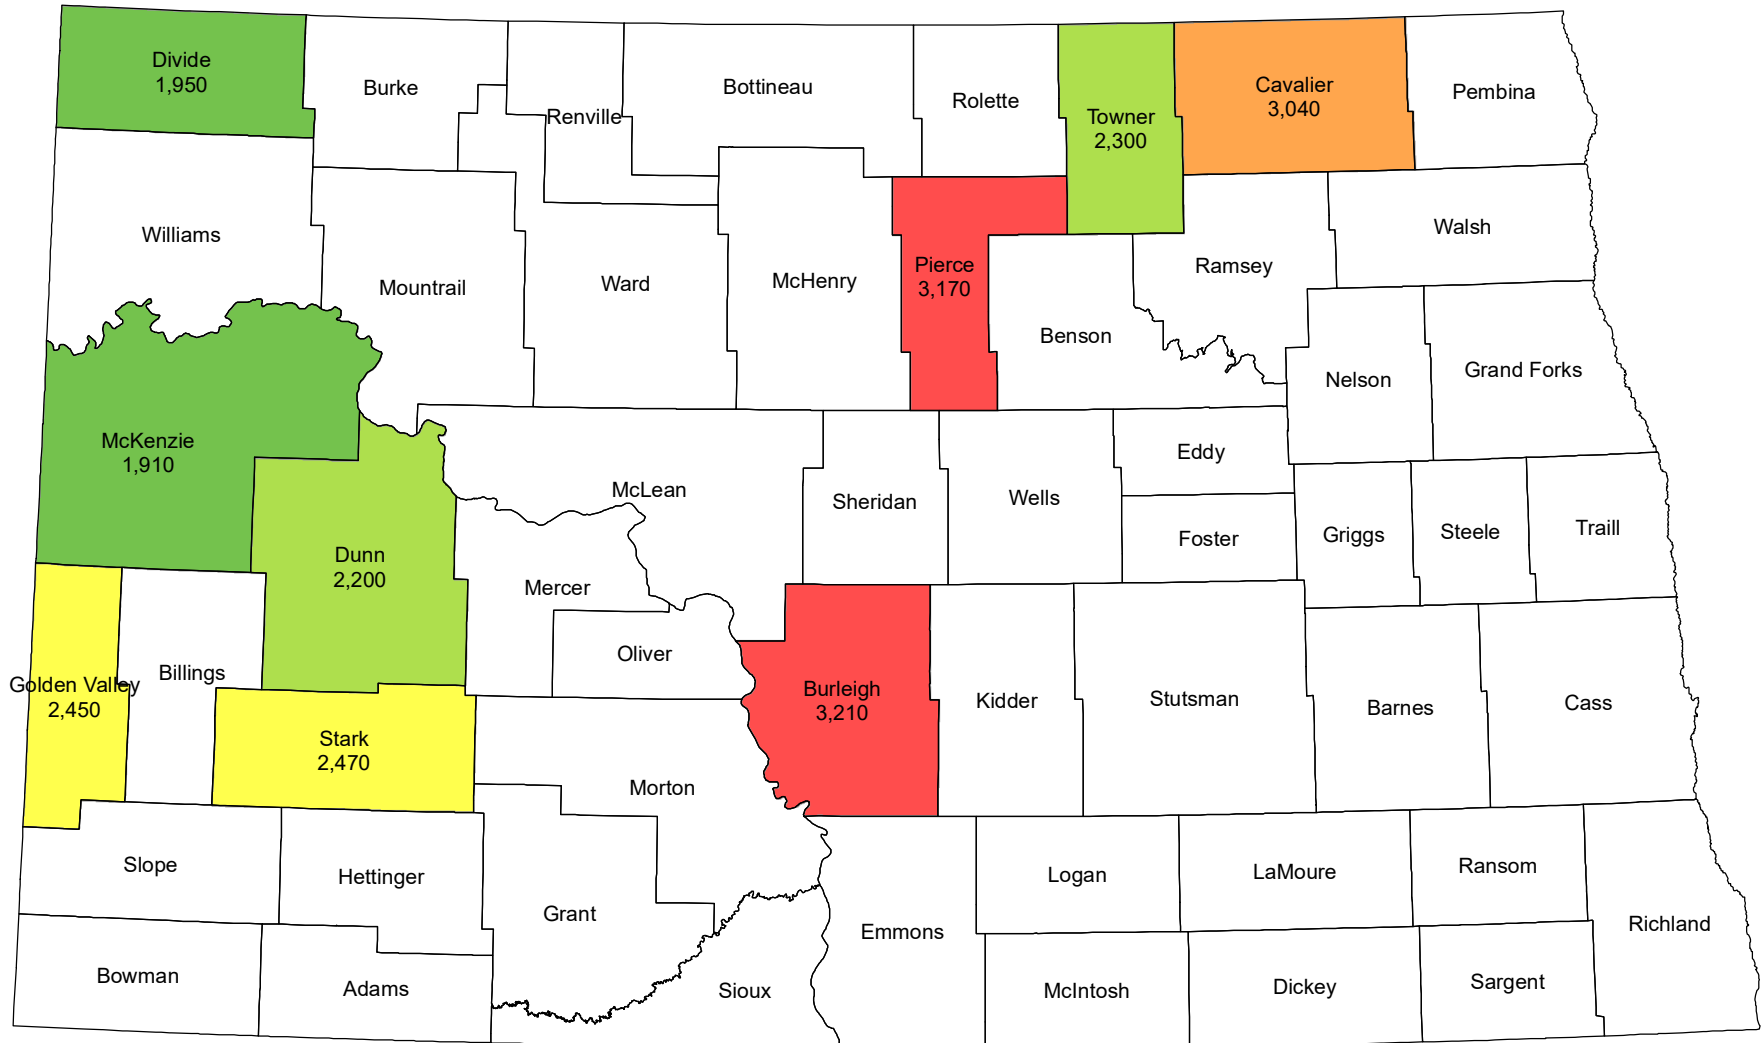 Divide
1,950
Burke
Renville
Bottineau
Rolette
Towner
2,300
Cavalier
3,040
Pembina
Williams
Mountrail
Ward
McHenry
Pierce
3,170
Benson
Ramsey
Walsh
Nelson
Grand Forks
McKenzie
1,910
Dunn
2,200
McLean
Sheridan
Wells
Eddy
Foster
Griggs
Steele
Traill
Mercer
Oliver
Golden Valley
2,450
Billings
Stark
2,470
Burleigh
3,210
Kidder
Stutsman
Barnes
Cass
Morton
Slope
Hettinger
Grant
Logan
LaMoure
Ransom
Richland
Emmons
Bowman
Adams
Sioux
McIntosh
Dickey
Sargent